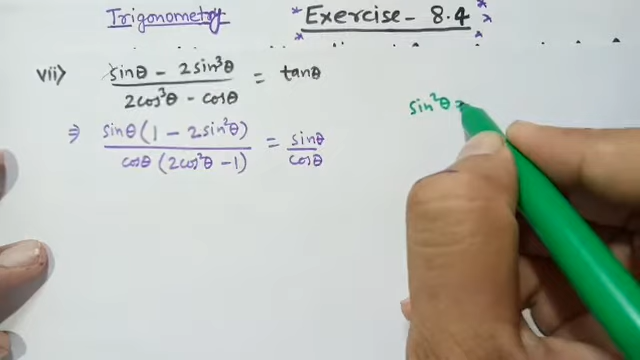 Trigonometry
*Exercise - 8.4*
vii> sinθ - 2sin³θ / 2cos³θ - cosθ = tanθ
⇒ sinθ(1 - 2sin²θ) / cosθ(2cos²θ - 1) = sinθ / cosθ
sin²θ =